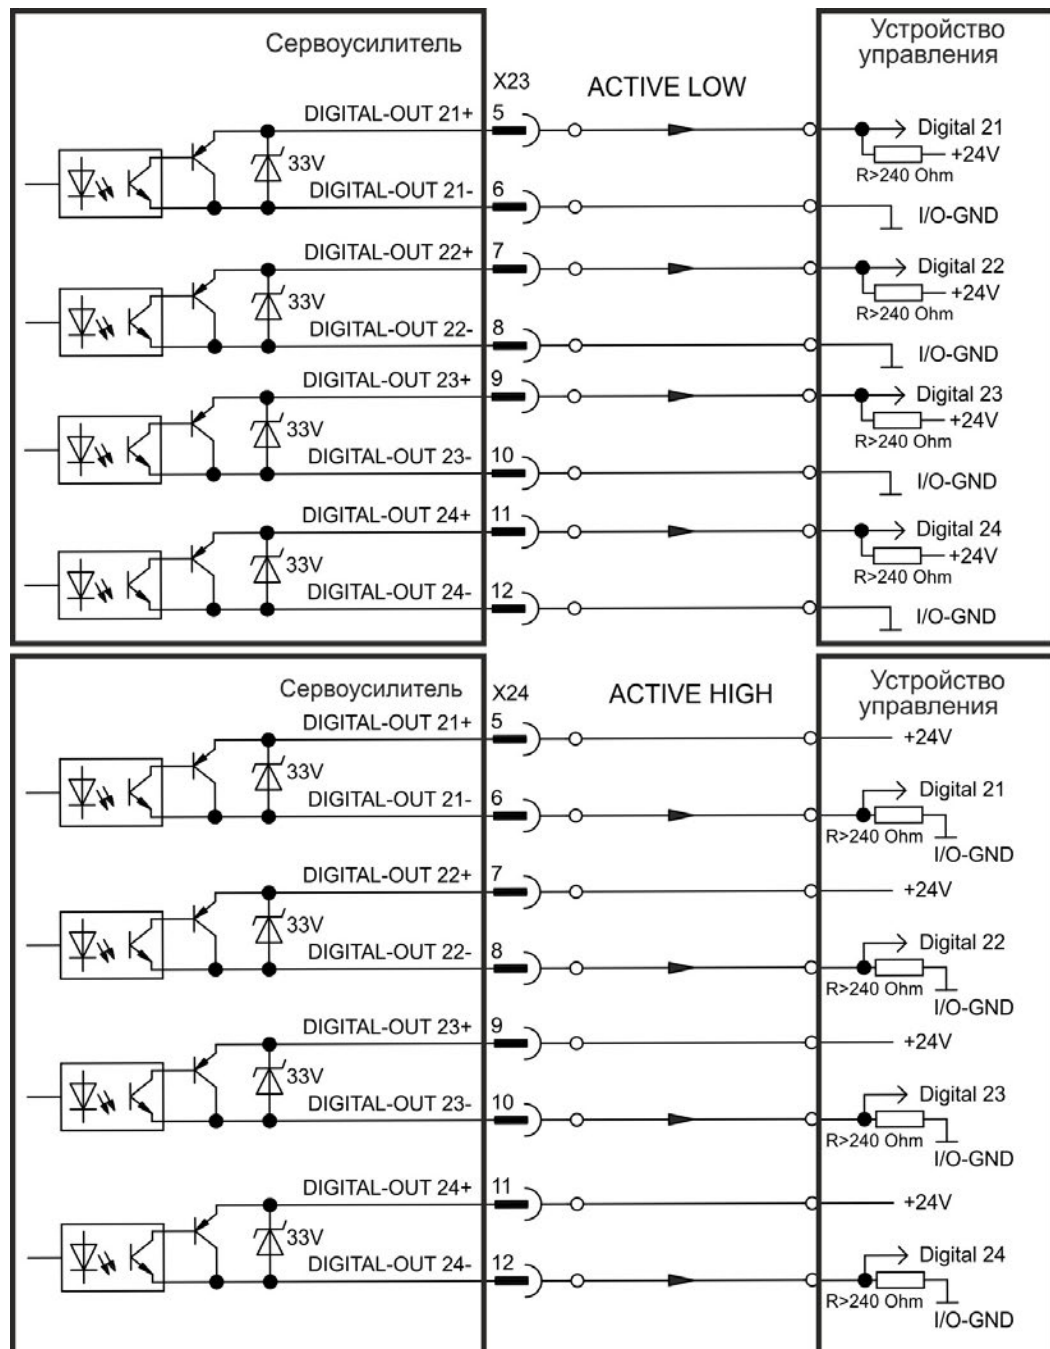 Сервоусилитель
X23
ACTIVE LOW
Устройство
управления
DIGITAL-OUT 21+
5
Digital 21
33V
+24V
R>240 Ohm
DIGITAL-OUT 21-
6
I/O-GND
DIGITAL-OUT 22+
7
Digital 22
33V
+24V
R>240 Ohm
DIGITAL-OUT 22-
8
I/O-GND
DIGITAL-OUT 23+
9
Digital 23
33V
+24V
R>240 Ohm
DIGITAL-OUT 23-
10
I/O-GND
DIGITAL-OUT 24+
11
Digital 24
33V
+24V
R>240 Ohm
DIGITAL-OUT 24-
12
I/O-GND
Сервоусилитель
X24
ACTIVE HIGH
Устройство
управления
DIGITAL-OUT 21+
5
+24V
33V
DIGITAL-OUT 21-
6
Digital 21
R>240 Ohm
I/O-GND
DIGITAL-OUT 22+
7
+24V
33V
DIGITAL-OUT 22-
8
Digital 22
R>240 Ohm
I/O-GND
DIGITAL-OUT 23+
9
+24V
33V
DIGITAL-OUT 23-
10
Digital 23
R>240 Ohm
I/O-GND
DIGITAL-OUT 24+
11
+24V
33V
DIGITAL-OUT 24-
12
Digital 24
R>240 Ohm
I/O-GND